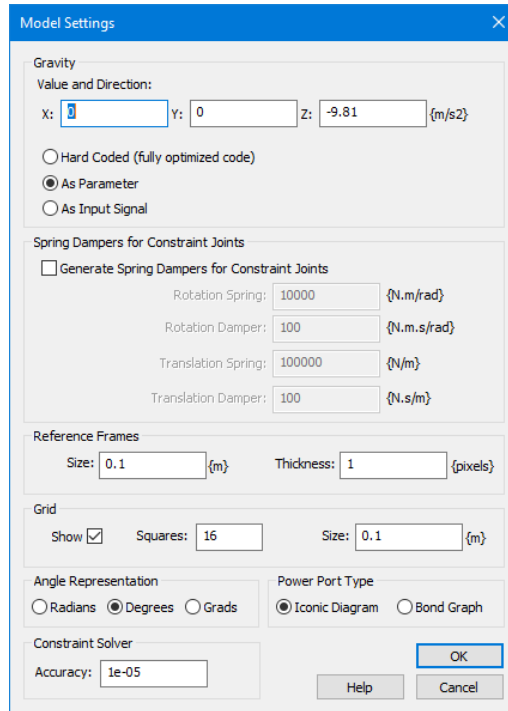 Model Settings
Gravity
Value and Direction:
X: 0 Y: 0 Z: -9.81 {m/s2}
Hard Coded (fully optimized code)
As Parameter
As Input Signal
Spring Dampers for Constraint Joints
Generate Spring Dampers for Constraint Joints
Rotation Spring: 10000 {N.m/rad}
Rotation Damper: 100 {N.m.s/rad}
Translation Spring: 100000 {N/m}
Translation Damper: 100 {N.s/m}
Reference Frames
Size: 0.1 {m} Thickness: 1 {pixels}
Grid
Show Squares: 16 Size: 0.1 {m}
Angle Representation Power Port Type
Radians Degrees Grads Iconic Diagram Bond Graph
Constraint Solver
Accuracy: 1e-05
OK
Help Cancel